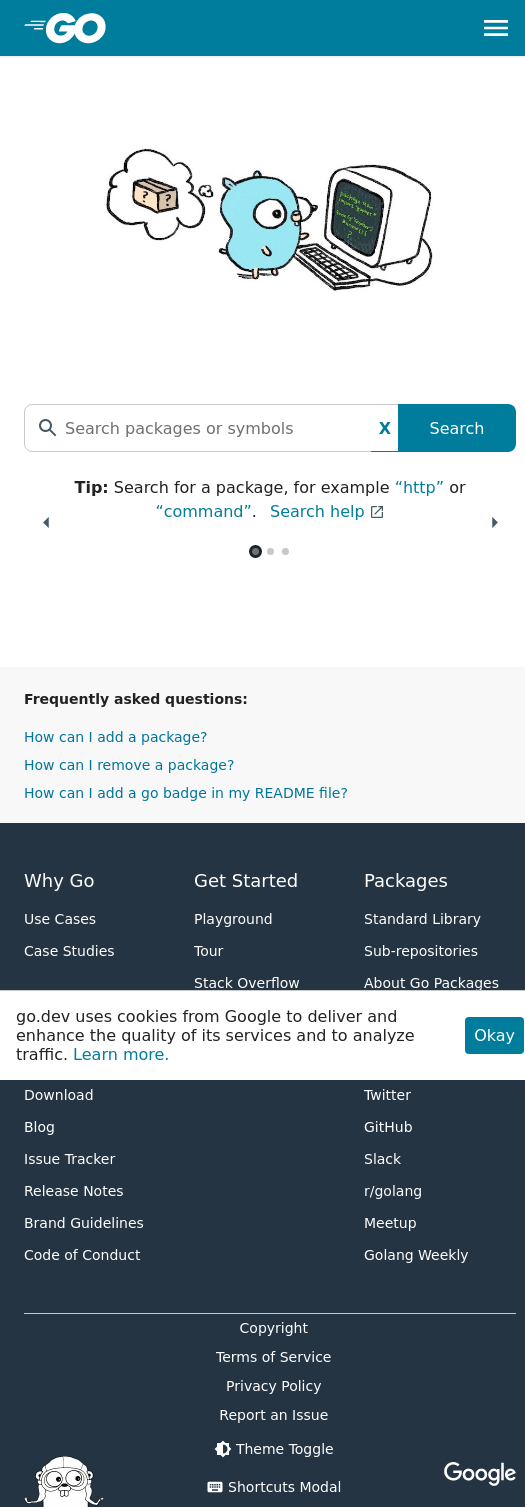 GO
? ?
Search packages or symbols X Search
Tip: Search for a package, for example “http” or
“command”. Search help
Frequently asked questions:
How can I add a package?
How can I remove a package?
How can I add a go badge in my README file?
Why Go Get Started Packages
Use Cases Playground Standard Library
Case Studies Tour Sub-repositories
Stack Overflow About Go Packages
go.dev uses cookies from Google to deliver and
enhance the quality of its services and to analyze
traffic. Learn more.
Okay
Download Twitter
Blog GitHub
Issue Tracker Slack
Release Notes r/golang
Brand Guidelines Meetup
Code of Conduct Golang Weekly
Copyright
Terms of Service
Privacy Policy
Report an Issue
Theme Toggle
Shortcuts Modal
Google